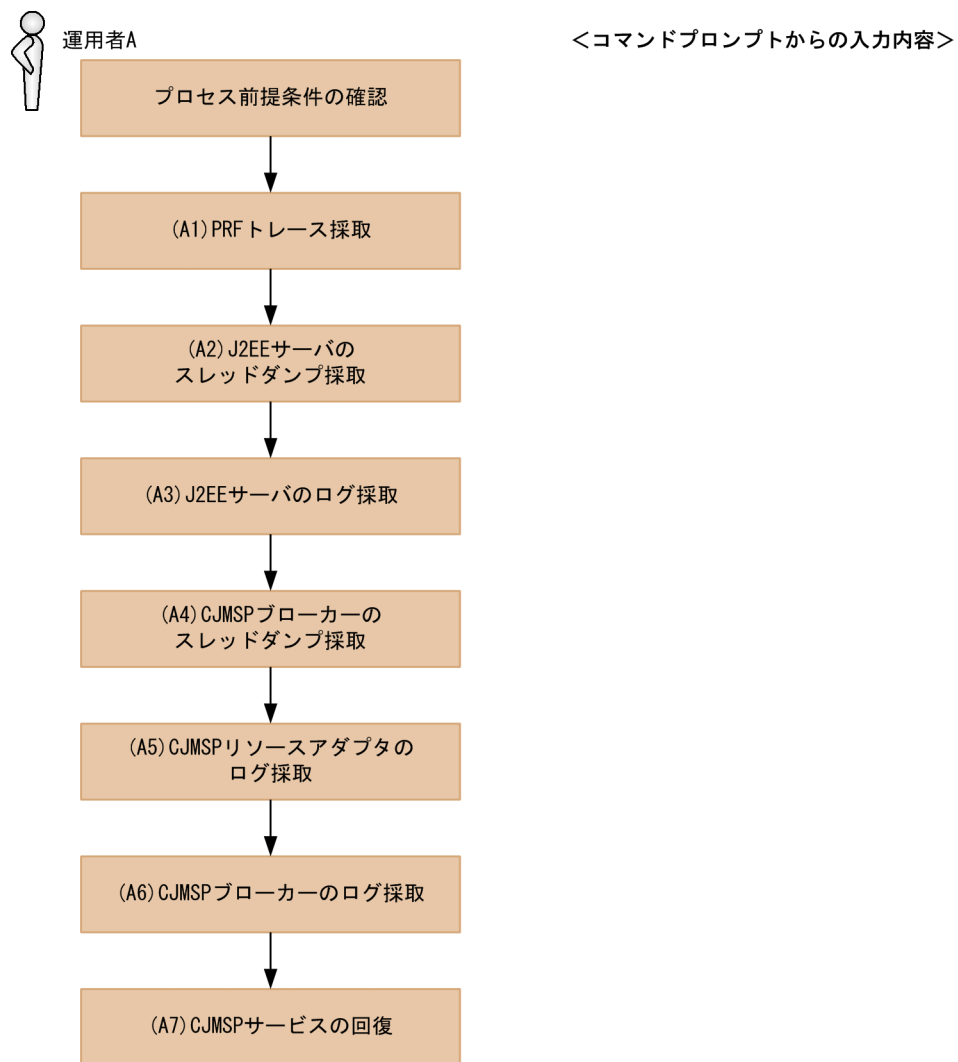 運用者A
＜コマンドプロンプトからの入力内容＞
プロセス前提条件の確認
(A1)PRFトレース採取
(A2)J2EEサーバの
スレッドダンプ採取
(A3)J2EEサーバのログ採取
(A4)CJMSPブローカーの
スレッドダンプ採取
(A5)CJMSPリソースアダプタの
ログ採取
(A6)CJMSPブローカーのログ採取
(A7)CJMSPサービスの回復